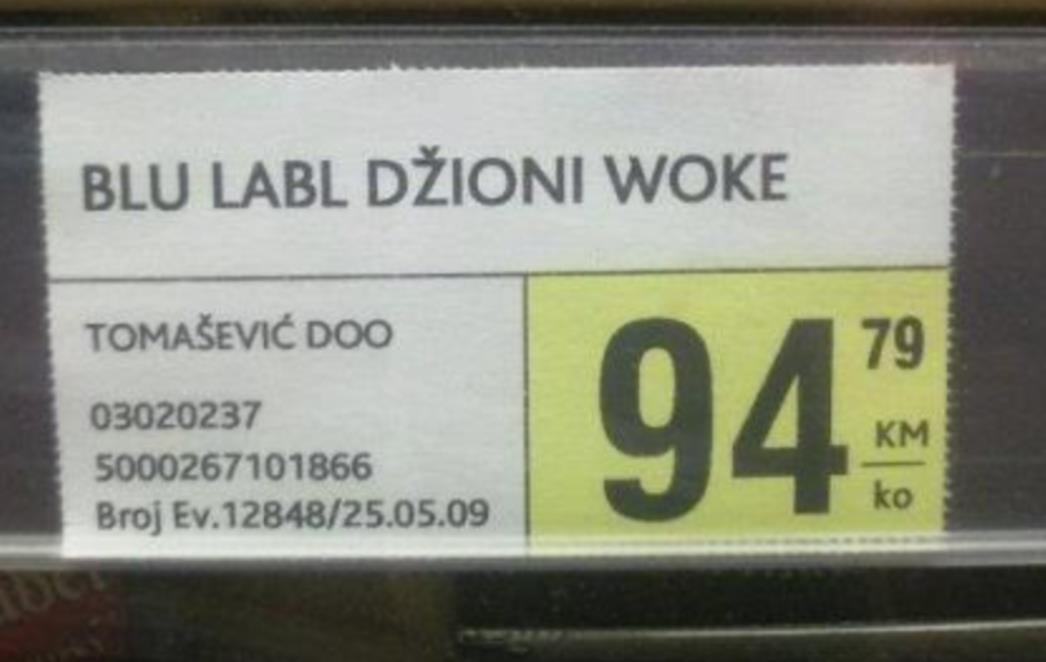 BLU LABL DŽIONI WOKE
TOMAŠEVIĆ DOO
03020237
5000267101866
Broj Ev.12848/25.05.09
94 79
KM
ko